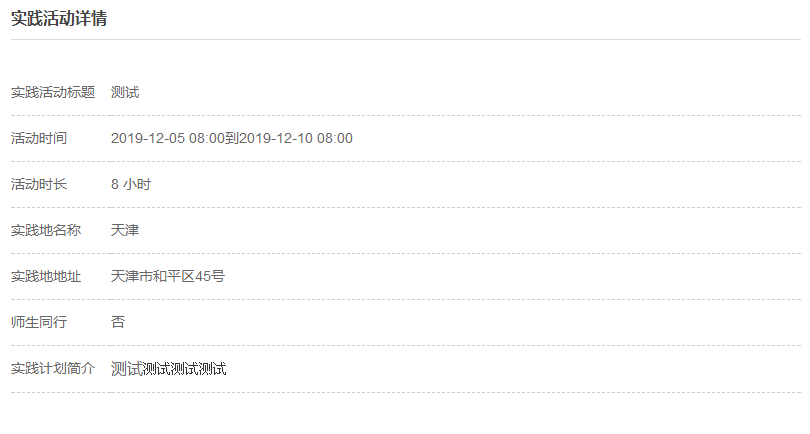 实践活动详情
实践活动标题 测试
活动时间 2019-12-05 08:00到2019-12-10 08:00
活动时长 8 小时
实践地名称 天津
实践地地址 天津市和平区45号
师生同行 否
实践计划简介 测试测试测试测试